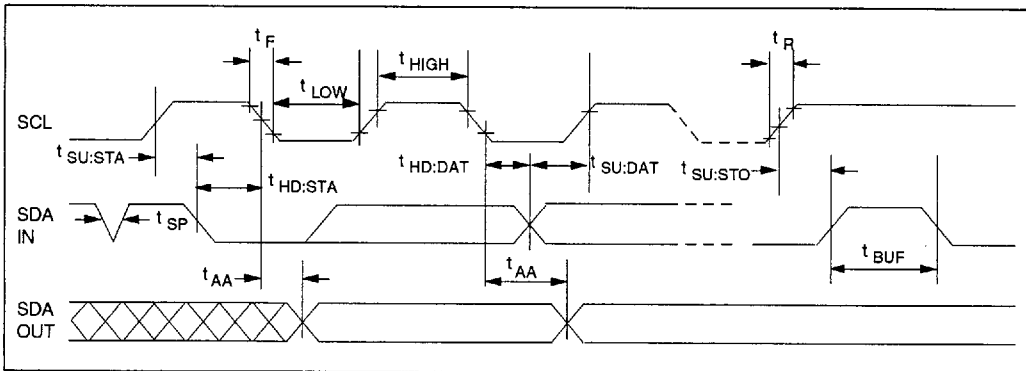 t F
t R
t LOW
t HIGH
SCL
t SU:STA
t HD:STA
t HD:DAT
t SU:DAT
t SU:STO
SDA
IN
t SP
t AA
t AA
t BUF
SDA
OUT